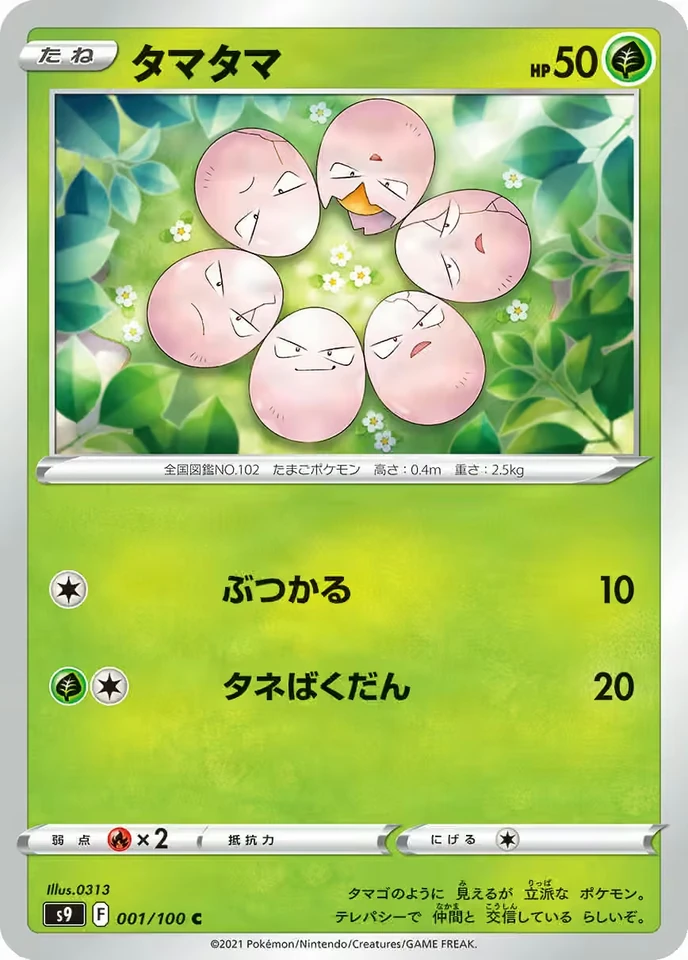 たね タマタマ HP50
全国図鑑NO.102 たまごポケモン 高さ:0.4m 重さ:2.5kg
ぶつかる 10
タネばくだん 20
弱点 ×2 抵抗力 にげる
Illus.0313
タマゴのように 見えるが 立派な ポケモン。
テレパシーで 仲間と 交信している らしいぞ。
s9 F 001/100 C
©2021 Pokémon/Nintendo/Creatures/GAME FREAK.